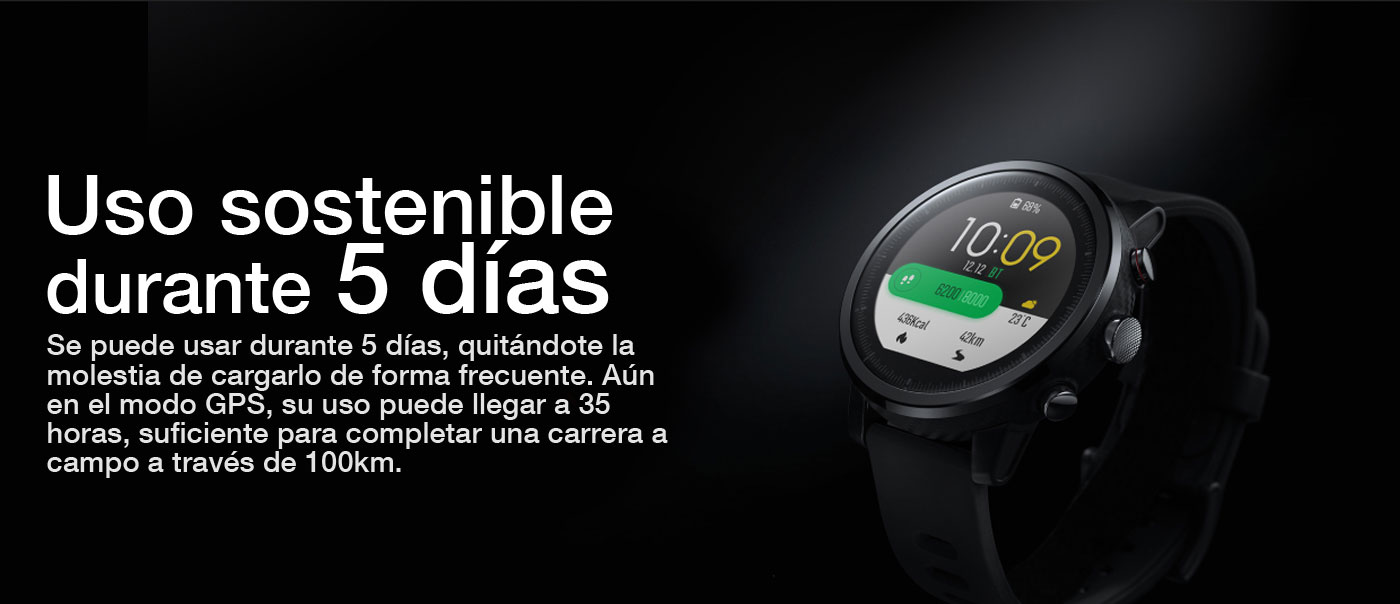 Uso sostenible
durante 5 días
Se puede usar durante 5 días, quitándote la
molestia de cargarlo de forma frecuente. Aún
en el modo GPS, su uso puede llegar a 35
horas, suficiente para completar una carrera a
campo a través de 100km.
68%
10:09
12.12 BT
6200/8000
23°C
436Kcal
42km